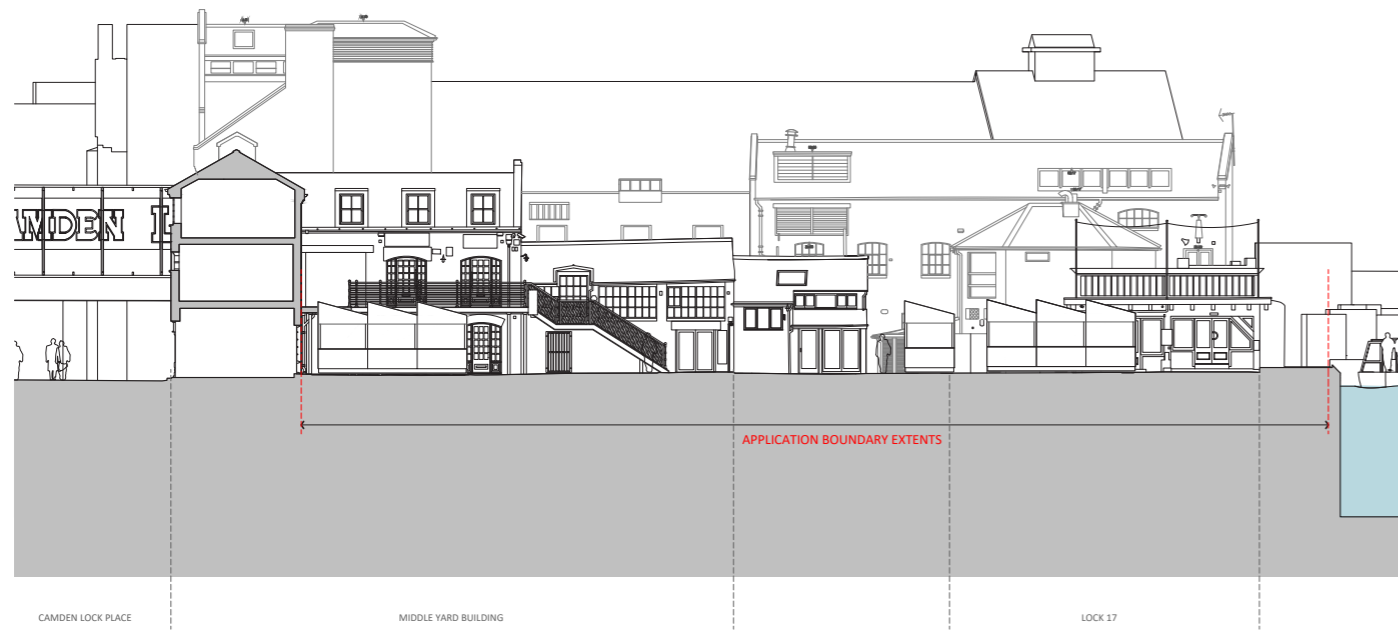 AMDEN L
APPLICATION BOUNDARY EXTENTS
CAMDEN LOCK PLACE
MIDDLE YARD BUILDING
LOCK 17